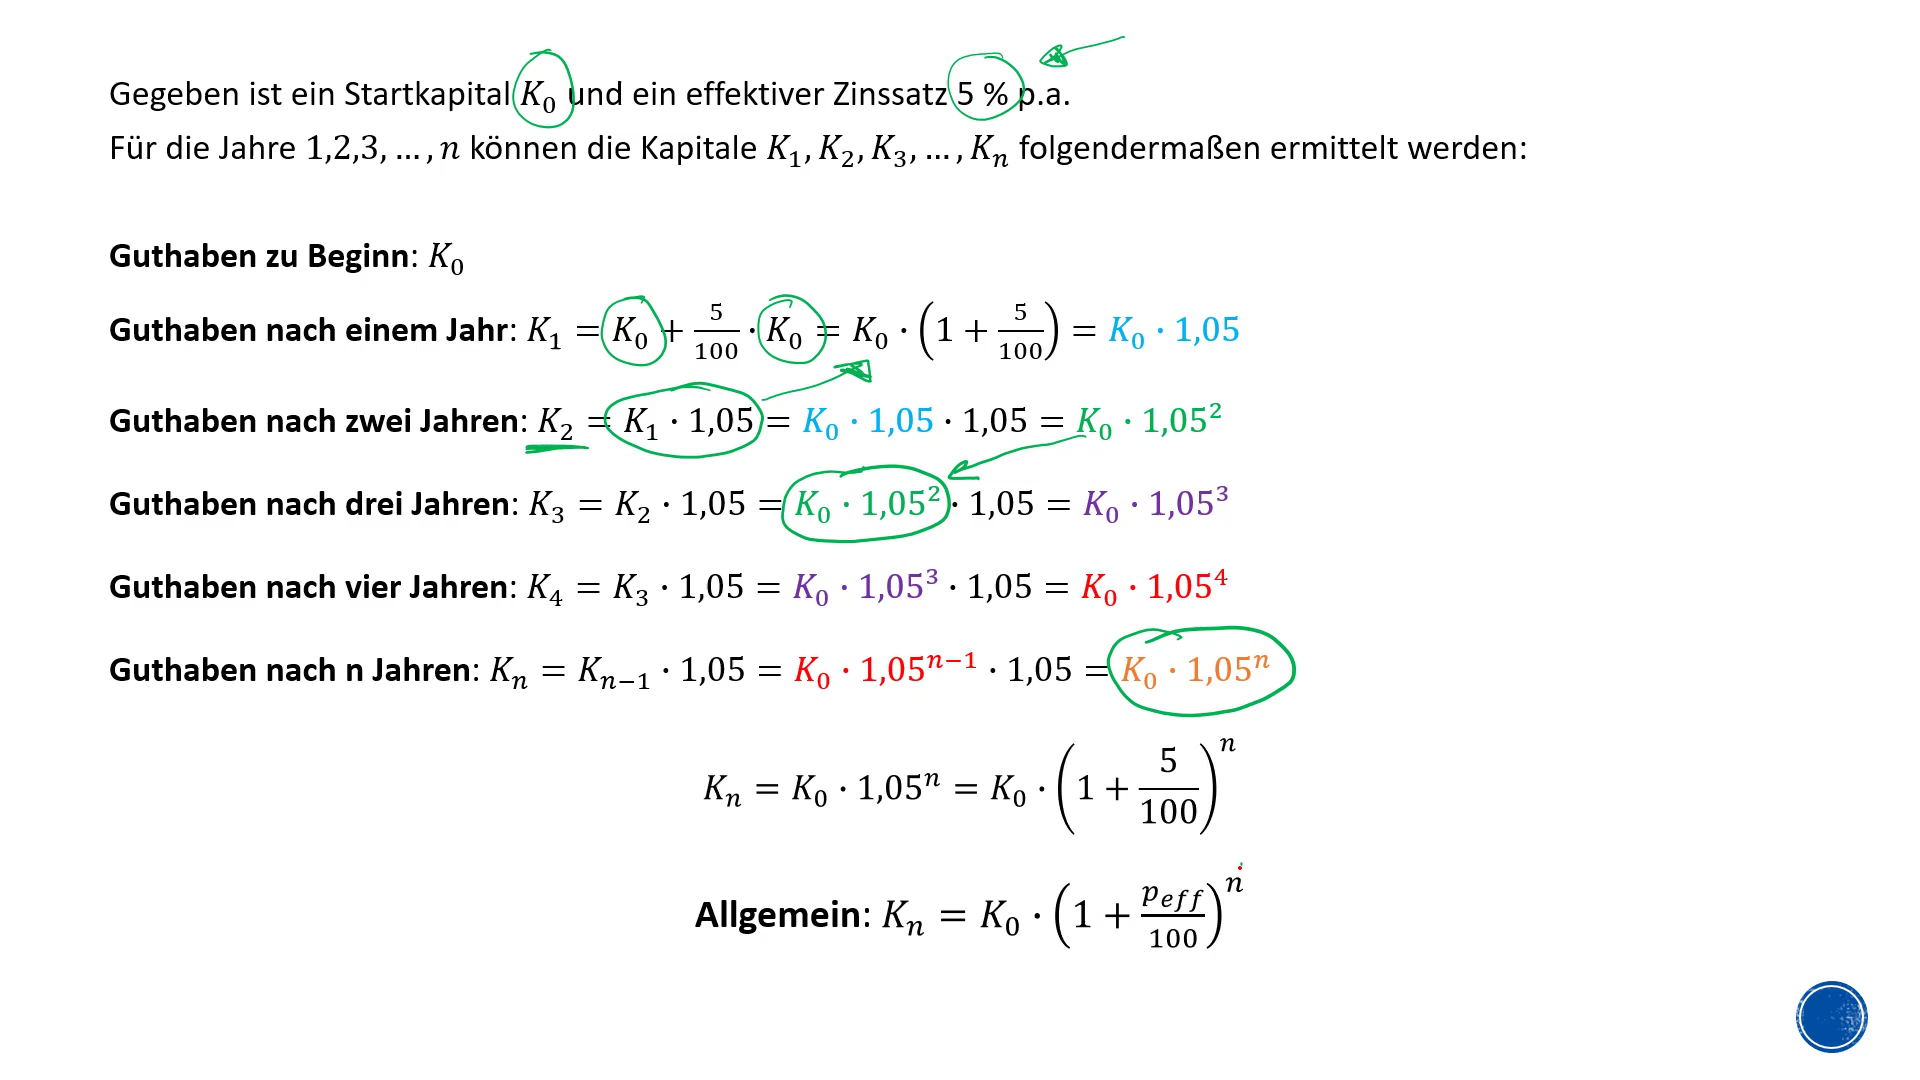 Gegeben ist ein Startkapital K₀ und ein effektiver Zinssatz 5 % p.a.
Für die Jahre 1,2,3, … , n können die Kapitale K₁, K₂, K₃, … , Kₙ folgendermaßen ermittelt werden:
Guthaben zu Beginn: K₀
Guthaben nach einem Jahr: K₁ = K₀ + 5/100 · K₀ = K₀ · (1 + 5/100) = K₀ · 1,05
Guthaben nach zwei Jahren: K₂ = K₁ · 1,05 = K₀ · 1,05 · 1,05 = K₀ · 1,05²
Guthaben nach drei Jahren: K₃ = K₂ · 1,05 = K₀ · 1,05² · 1,05 = K₀ · 1,05³
Guthaben nach vier Jahren: K₄ = K₃ · 1,05 = K₀ · 1,05³ · 1,05 = K₀ · 1,05⁴
Guthaben nach n Jahren: Kₙ = Kₙ₋₁ · 1,05 = K₀ · 1,05ⁿ⁻¹ · 1,05 = K₀ · 1,05ⁿ
Kₙ = K₀ · 1,05ⁿ = K₀ · (1 + 5/100)ⁿ
Allgemein: Kₙ = K₀ · (1 + p_eff/100)ⁿ